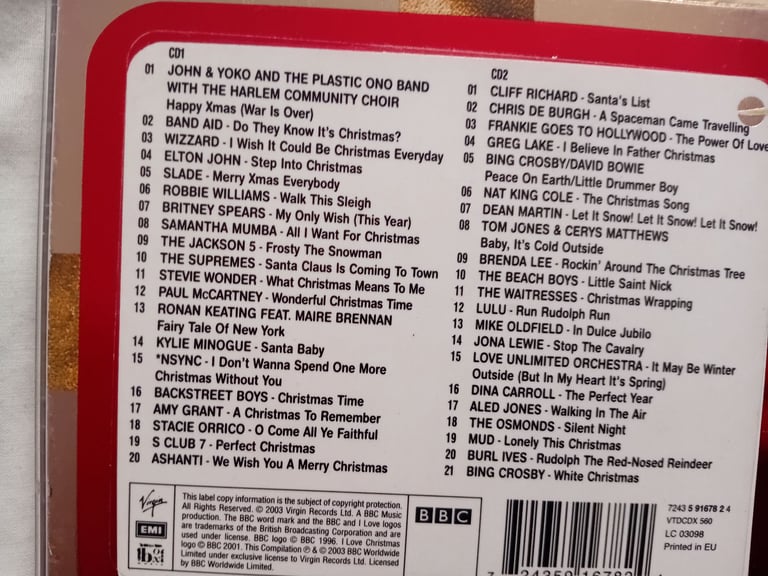 CD1
01 JOHN & YOKO AND THE PLASTIC ONO BAND
WITH THE HARLEM COMMUNITY CHOIR
Happy Xmas (War Is Over)
02 BAND AID - Do They Know It's Christmas?
03 WIZZARD - I Wish It Could Be Christmas Everyday
04 ELTON JOHN - Step Into Christmas
05 SLADE - Merry Xmas Everybody
06 ROBBIE WILLIAMS - Walk This Sleigh
07 BRITNEY SPEARS - My Only Wish (This Year)
08 SAMANTHA MUMBA - All I Want For Christmas
09 THE JACKSON 5 - Frosty The Snowman
10 THE SUPREMES - Santa Claus Is Coming To Town
11 STEVIE WONDER - What Christmas Means To Me
12 PAUL McCARTNEY - Wonderful Christmas Time
13 RONAN KEATING FEAT. MAIRE BRENNAN
Fairy Tale Of New York
14 KYLIE MINOGUE - Santa Baby
15 *NSYNC - I Don't Wanna Spend One More
Christmas Without You
16 BACKSTREET BOYS - Christmas Time
17 AMY GRANT - A Christmas To Remember
18 STACIE ORRICO - O Come All Ye Faithful
19 S CLUB 7 - Perfect Christmas
20 ASHANTI - We Wish You A Merry Christmas
CD2
01 CLIFF RICHARD - Santa's List
02 CHRIS DE BURGH - A Spaceman Came Travelling
03 FRANKIE GOES TO HOLLYWOOD - The Power Of Love
04 GREG LAKE - I Believe In Father Christmas
05 BING CROSBY/DAVID BOWIE
Peace On Earth/Little Drummer Boy
06 NAT KING COLE - The Christmas Song
07 DEAN MARTIN - Let It Snow! Let It Snow! Let It Snow!
08 TOM JONES & CERYS MATTHEWS
Baby, It's Cold Outside
09 BRENDA LEE - Rockin' Around The Christmas Tree
10 THE BEACH BOYS - Little Saint Nick
11 THE WAITRESSES - Christmas Wrapping
12 LULU - Run Rudolph Run
13 MIKE OLDFIELD - In Dulce Jubilo
14 JONA LEWIE - Stop The Cavalry
15 LOVE UNLIMITED ORCHESTRA - It May Be Winter
Outside (But In My Heart It's Spring)
16 DINA CARROLL - The Perfect Year
17 ALED JONES - Walking In The Air
18 THE OSMONDS - Silent Night
19 MUD - Lonely This Christmas
20 BURL IVES - Rudolph The Red-Nosed Reindeer
21 BING CROSBY - White Christmas
Virgin
EMI
This label copy information is the subject of copyright protection.
All Rights Reserved. © 2003 Virgin Records Ltd. A BBC Music
production. The BBC word mark and the BBC and I Love logos
are trademarks of the British Broadcasting Corporation and are
used under license. BBC logo © BBC 1996. I Love Christmas
logo © BBC 2001. This Compilation ℗ & © 2003 BBC Worldwide
Limited under exclusive license to Virgin Records Ltd. Licensed
by BBC Worldwide Limited.
BBC
7243 5 91678 2 4
VTDCDX 560
LC 03098
Printed in EU